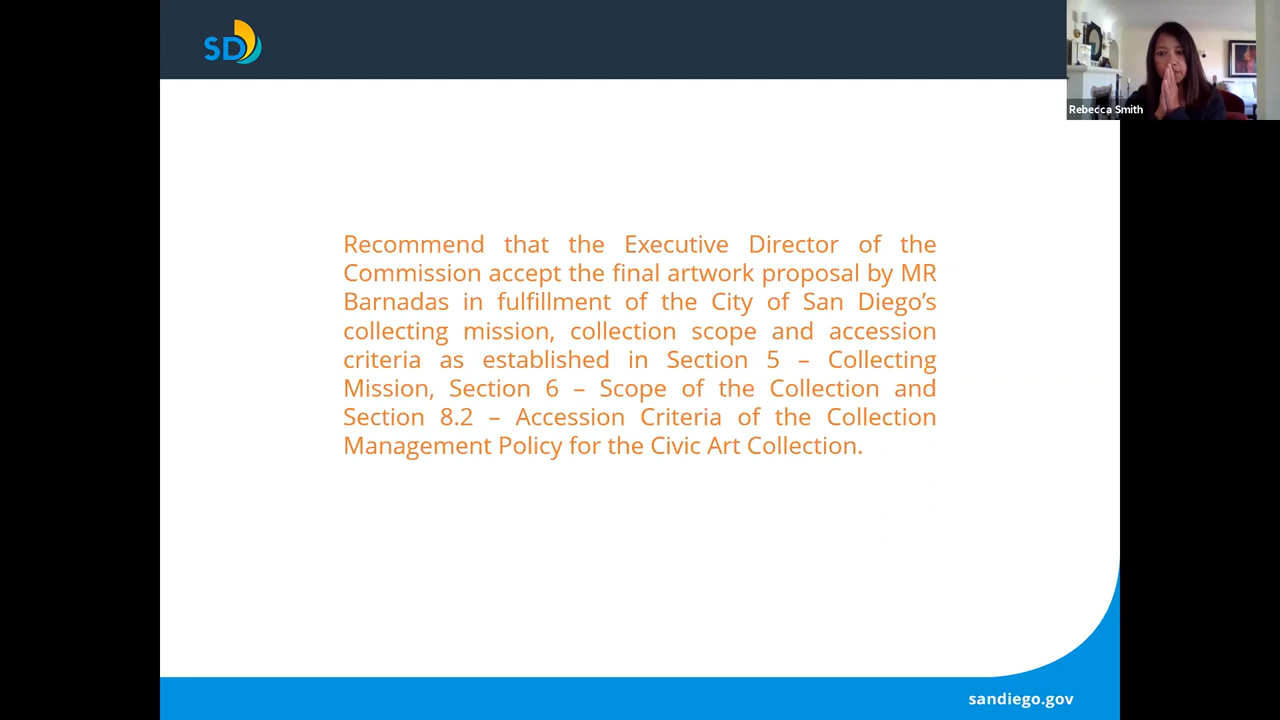 SD
Rebecca Smith
Recommend that the Executive Director of the
Commission accept the final artwork proposal by MR
Barnadas in fulfillment of the City of San Diego’s
collecting mission, collection scope and accession
criteria as established in Section 5 – Collecting
Mission, Section 6 – Scope of the Collection and
Section 8.2 – Accession Criteria of the Collection
Management Policy for the Civic Art Collection.
sandiego.gov